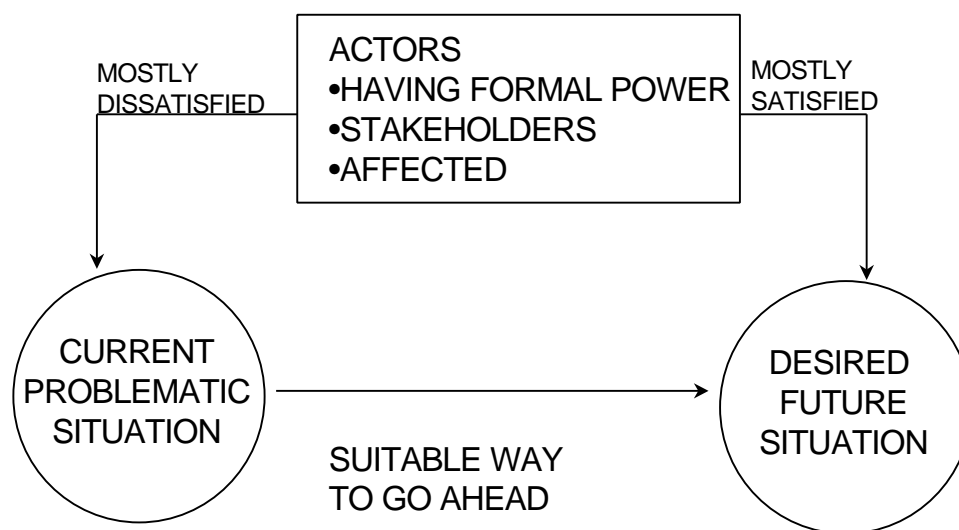 ACTORS
•HAVING FORMAL POWER
•STAKEHOLDERS
•AFFECTED
MOSTLY
DISSATISFIED
MOSTLY
SATISFIED
CURRENT
PROBLEMATIC
SITUATION
DESIRED
FUTURE
SITUATION
SUITABLE WAY
TO GO AHEAD